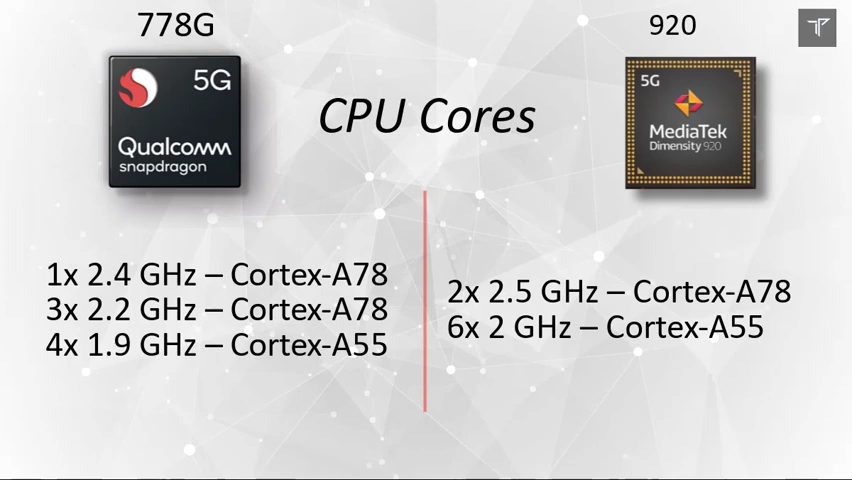 778G
920
5G
Qualcomm
snapdragon
CPU Cores
5G
MediaTek
Dimensity 920
1x 2.4 GHz – Cortex-A78
3x 2.2 GHz – Cortex-A78
4x 1.9 GHz – Cortex-A55
2x 2.5 GHz – Cortex-A78
6x 2 GHz – Cortex-A55